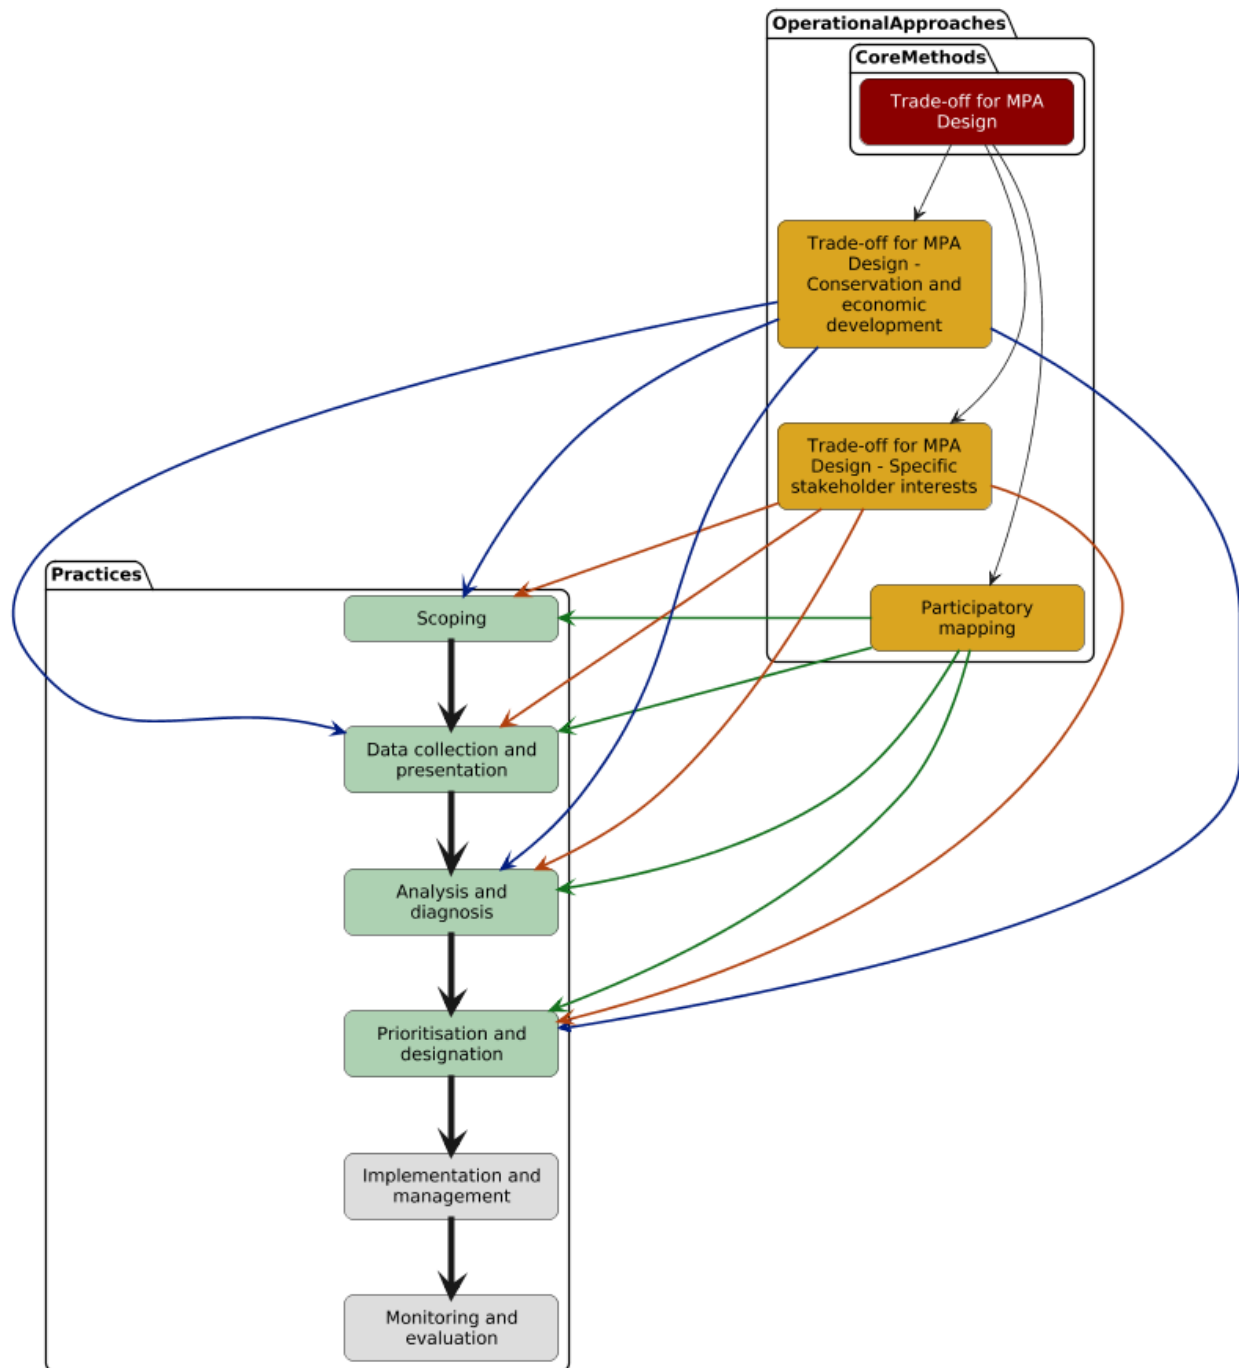 OperationalApproaches
CoreMethods
Trade-off for MPA
Design
Trade-off for MPA
Design -
Conservation and
economic
development
Trade-off for MPA
Design - Specific
stakeholder interests
Participatory
mapping
Practices
Scoping
Data collection and
presentation
Analysis and
diagnosis
Prioritisation and
designation
Implementation and
management
Monitoring and
evaluation